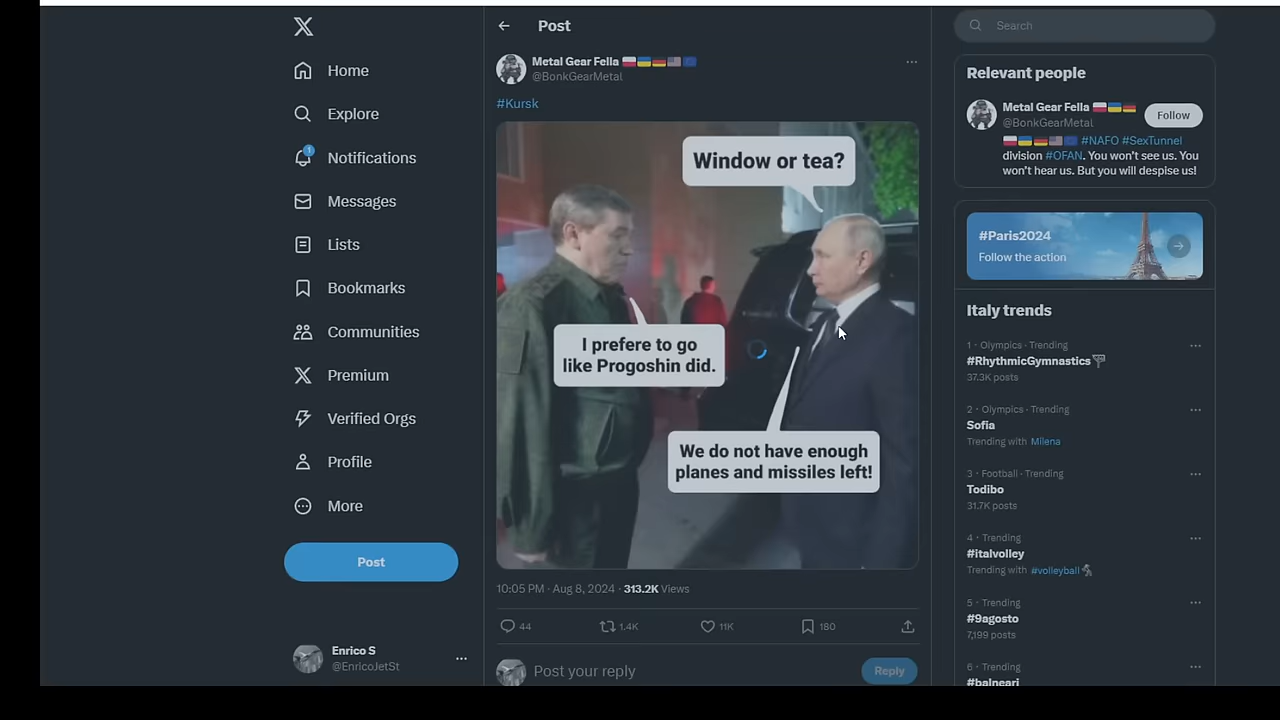 Home
Explore
1
Notifications
Messages
Lists
Bookmarks
Communities
Premium
Verified Orgs
Profile
More
Post
Enrico S
@EnricoJetSt
Post
Metal Gear Fella
@BonkGearMetal
#Kursk
Window or tea?
I prefere to go
like Progoshin did.
We do not have enough
planes and missiles left!
10:05 PM · Aug 8, 2024 · 313.2K Views
44
1.4K
11K
180
Post your reply
Reply
Search
Relevant people
Metal Gear Fella
@BonkGearMetal
Follow
#NAFO #SexTunnel
division #OFAN. You won't see us. You
won't hear us. But you will despise us!
#Paris2024
Follow the action
Italy trends
1 · Olympics · Trending
#RhythmicGymnastics
37.3K posts
2 · Olympics · Trending
Sofia
Trending with Milena
3 · Football · Trending
Todibo
31.7K posts
4 · Trending
#italvolley
Trending with #volleyball
5 · Trending
#9agosto
7,199 posts
6 · Trending
#balneari